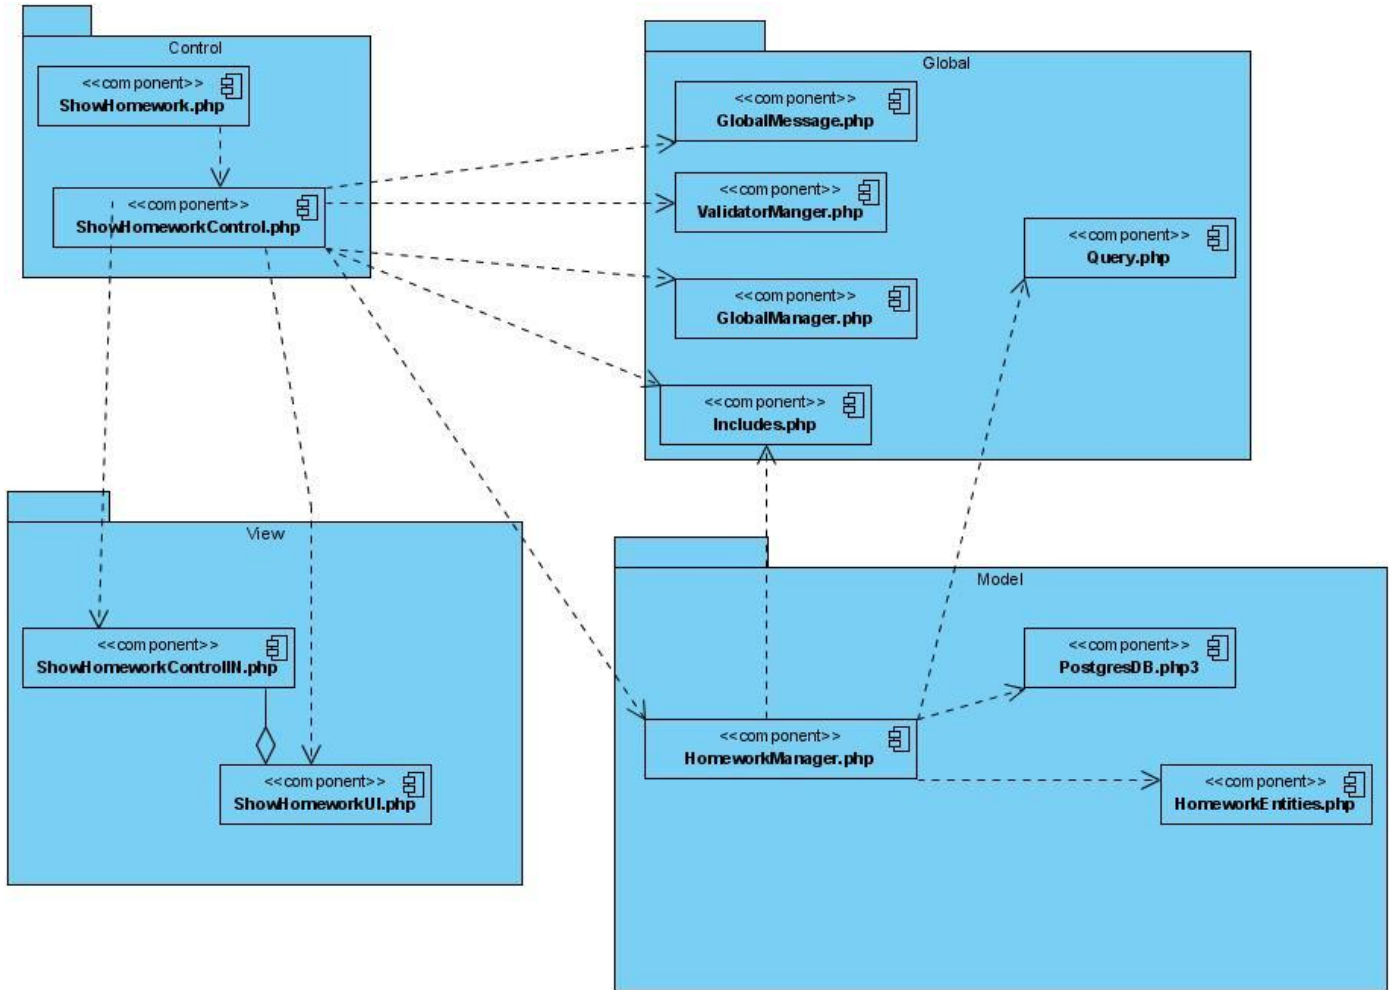 Control
<<component>>
ShowHomework.php
<<component>>
ShowHomeworkControl.php
Global
<<component>>
GlobalMessage.php
<<component>>
ValidatorManger.php
<<component>>
Query.php
<<component>>
GlobalManager.php
<<component>>
Includes.php
View
<<component>>
ShowHomeworkControlIN.php
<<component>>
ShowHomeworkUI.php
Model
<<component>>
PostgresDB.php3
<<component>>
HomeworkManager.php
<<component>>
HomeworkEntities.php